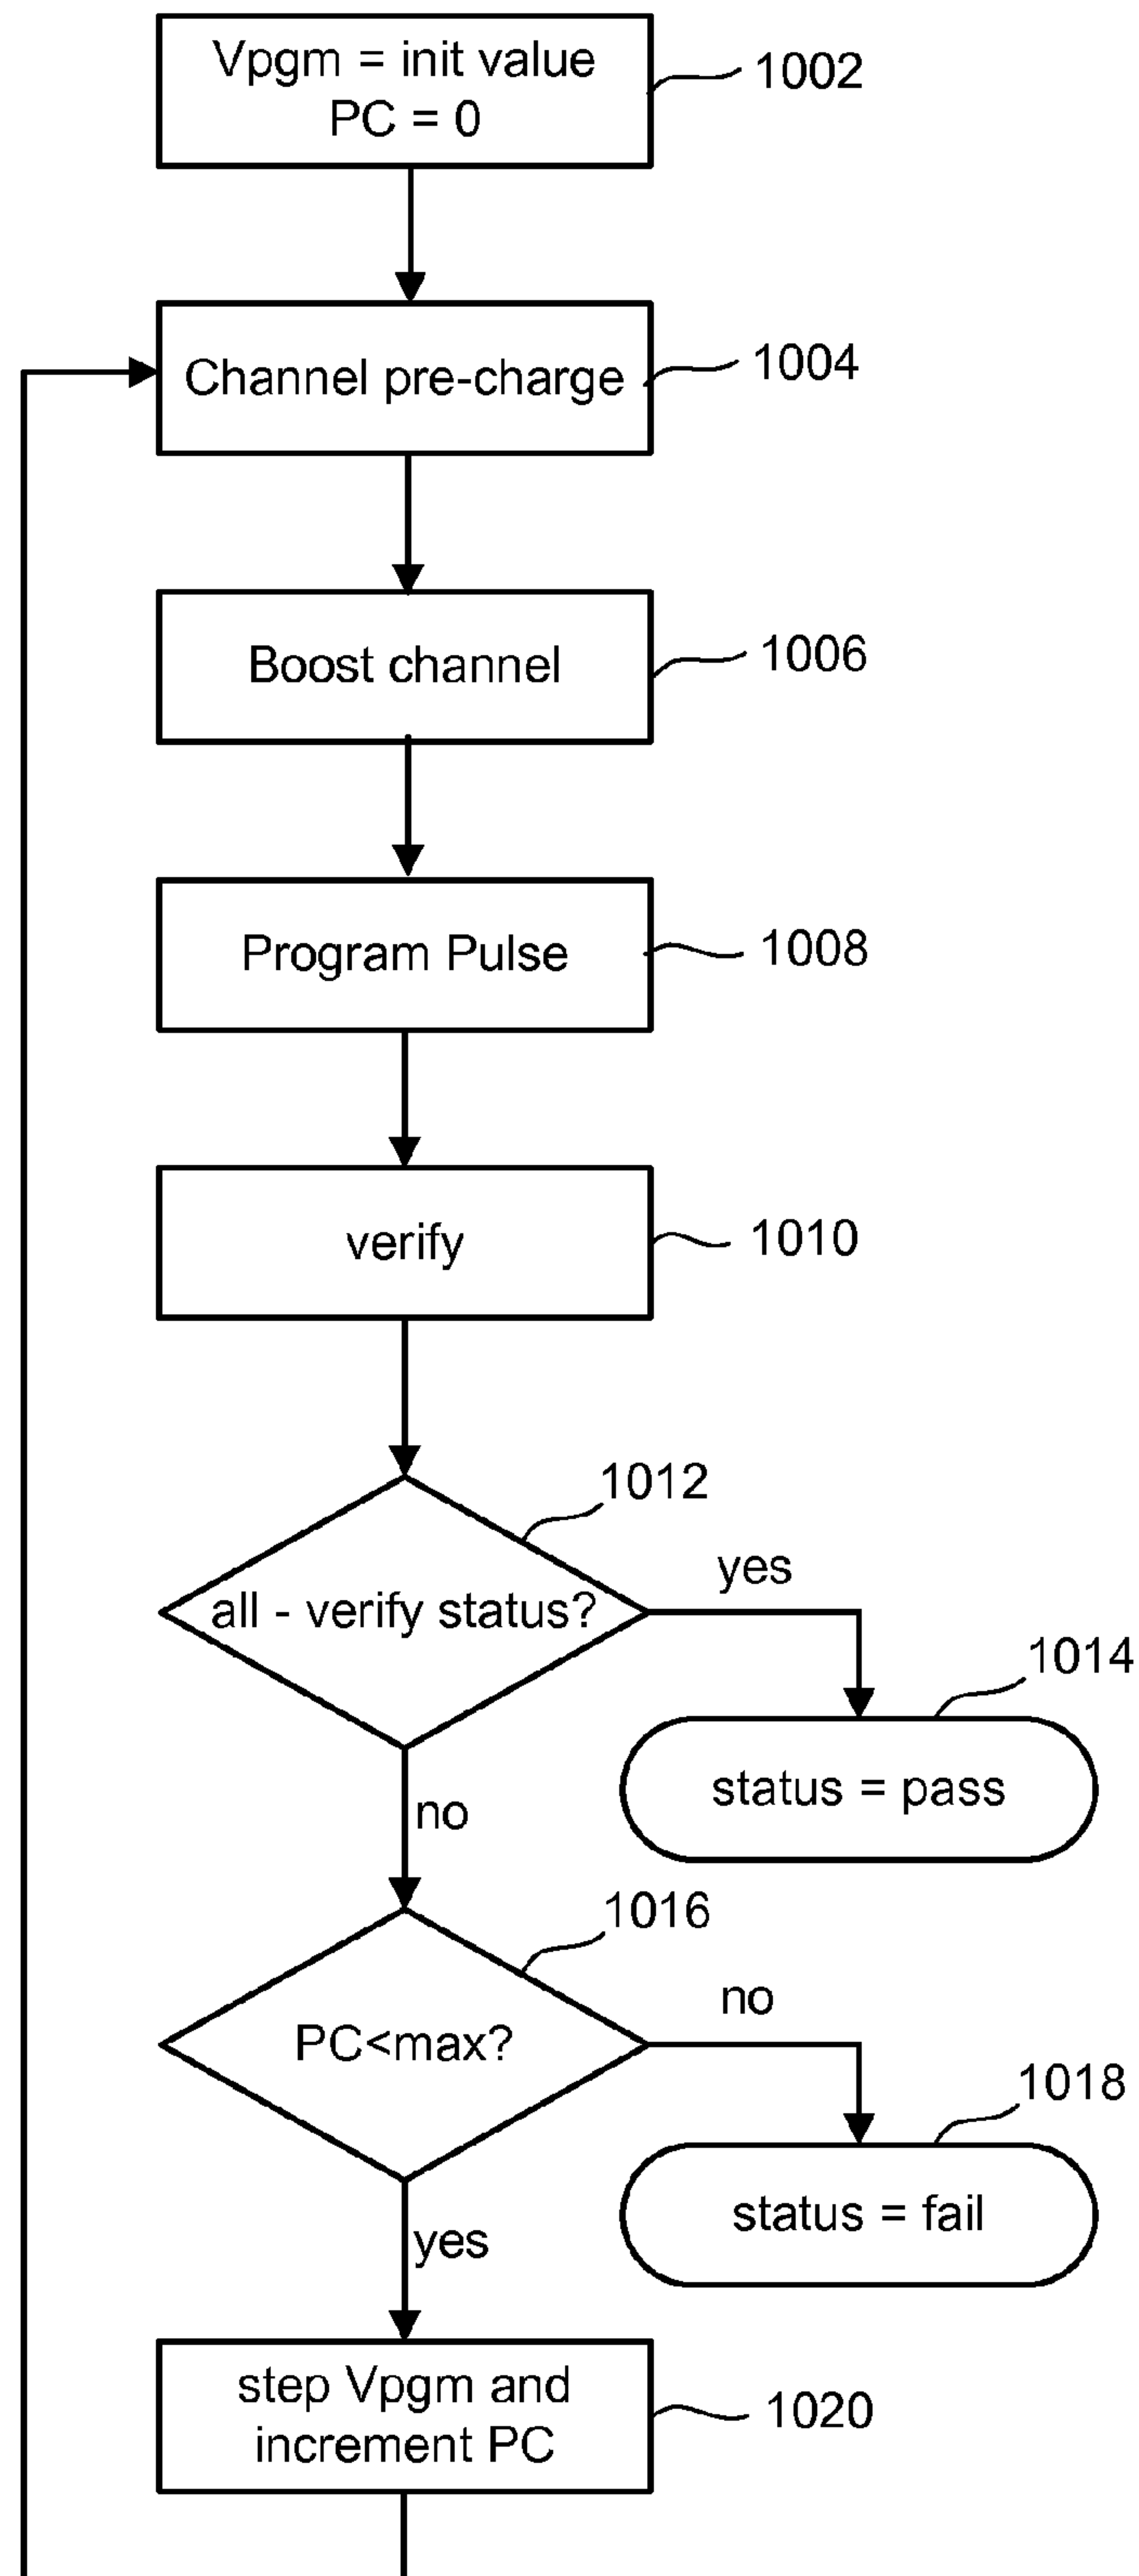 Vpgm = init value
PC = 0
1002
Channel pre-charge
1004
Boost channel
1006
Program Pulse
1008
verify
1010
1012
all - verify status?
yes
1014
status = pass
no
1016
PC<max?
no
1018
status = fail
yes
step Vpgm and
increment PC
1020